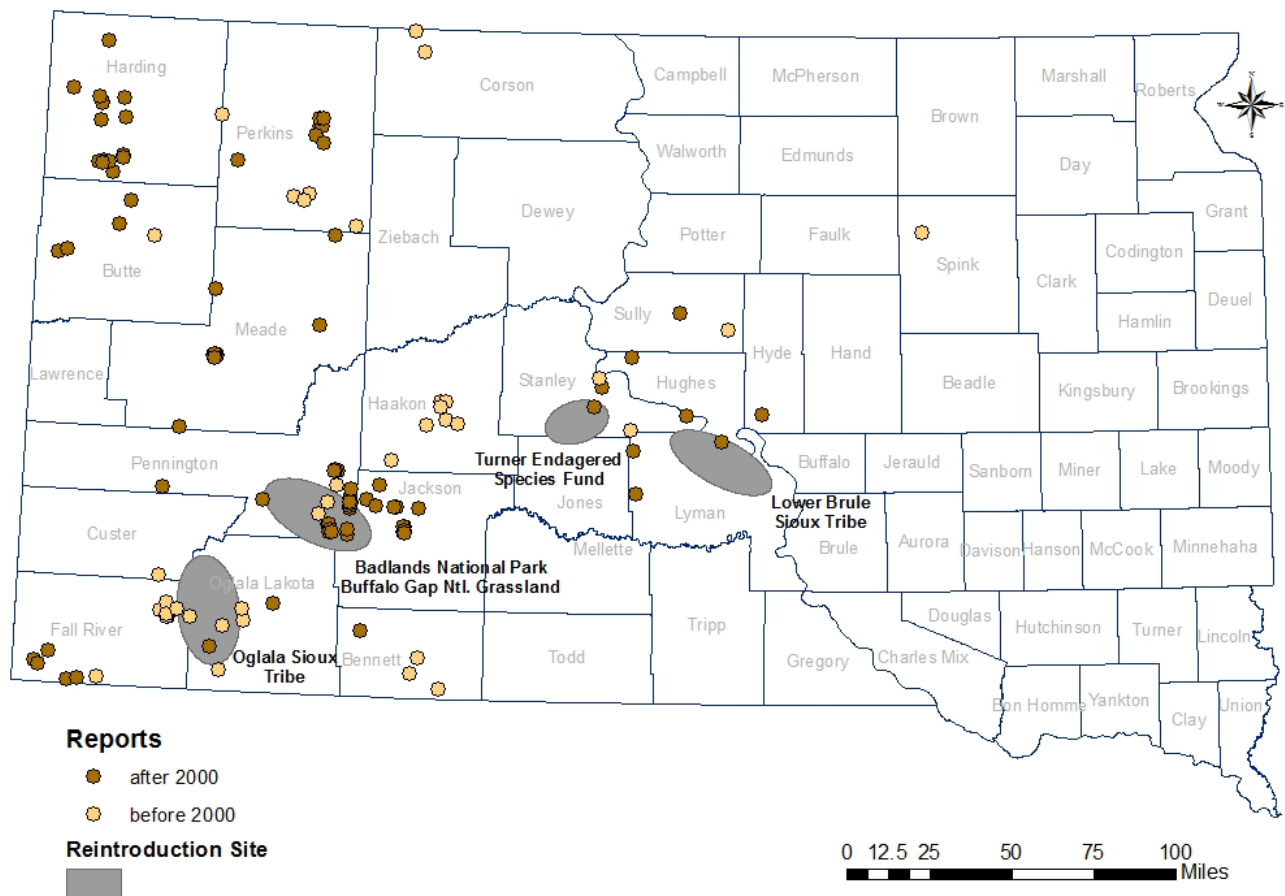 Harding
Corson
Campbell
McPherson
Marshall
Roberts
Brown
Perkins
Walworth
Edmunds
Day
Dewey
Grant
Ziebach
Potter
Faulk
Spink
Codington
Butte
Clark
Deuel
Meade
Sully
Hamlin
Hyde
Hand
Lawrence
Stanley
Hughes
Beadle
Kingsbury
Brookings
Haakon
Pennington
Turner Endagered
Species Fund
Buffalo
Jerauld
Sanborn
Miner
Lake
Moody
Jackson
Jones
Lyman
Lower Brule
Sioux Tribe
Custer
Mellette
Brule
Aurora
Davison
Hanson
McCook
Minnehaha
Badlands National Park
Buffalo Gap Ntl. Grassland
Oglala Lakota
Fall River
Tripp
Douglas
Hutchinson
Turner
Lincoln
Oglala Sioux
Tribe
Bennett
Todd
Gregory
Charles Mix
Bon Homme
Yankton
Clay
Union
Reports
after 2000
before 2000
Reintroduction Site
0 12.5 25 50 75 100
Miles